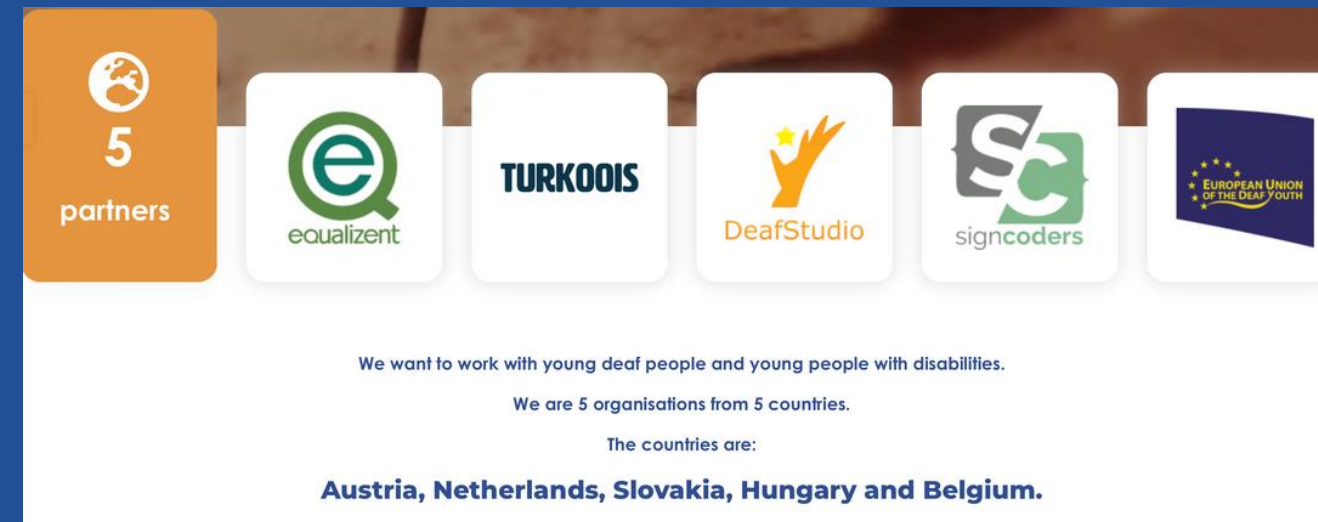 5
partners
e
equalizent
TURKOOIS
DeafStudio
SC
signcoders
EUROPEAN UNION
OF THE DEAF YOUTH
We want to work with young deaf people and young people with disabilities.
We are 5 organisations from 5 countries.
The countries are:
Austria, Netherlands, Slovakia, Hungary and Belgium.